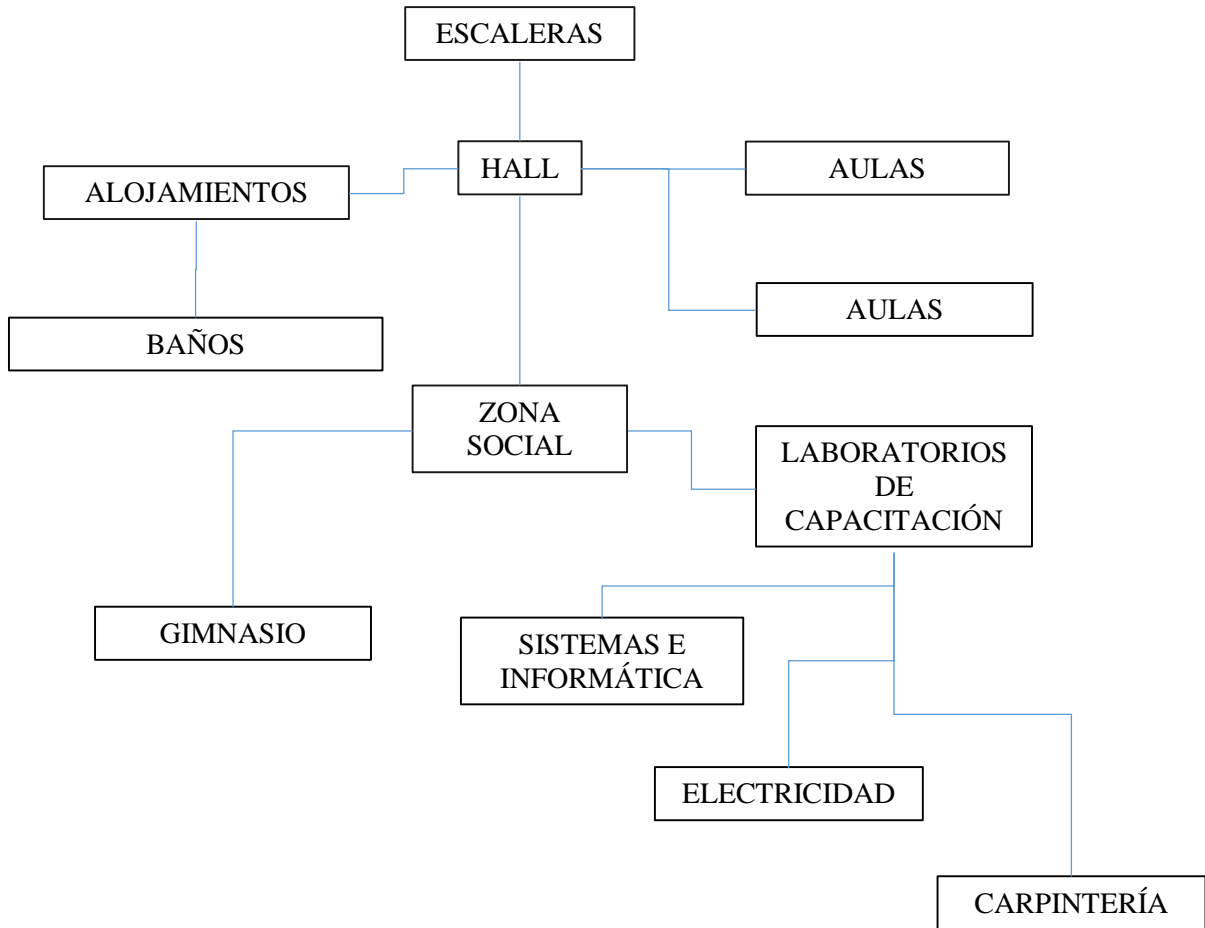 ESCALERAS
HALL
AULAS
ALOJAMIENTOS
AULAS
BAÑOS
ZONA
SOCIAL
LABORATORIOS
DE
CAPACITACIÓN
GIMNASIO
SISTEMAS E
INFORMÁTICA
ELECTRICIDAD
CARPINTERÍA